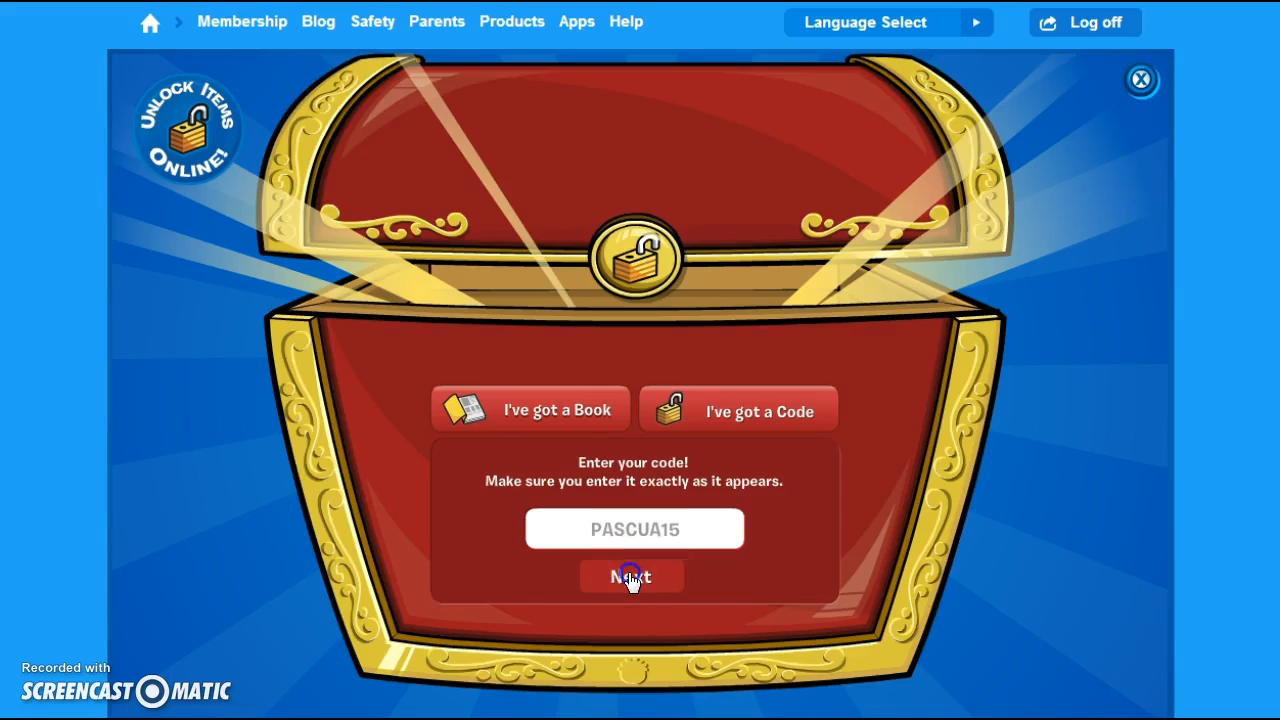 Membership Blog Safety Parents Products Apps Help Language Select Log off
UNLOCK ITEMS
ONLINE!
I've got a Book
I've got a Code
Enter your code!
Make sure you enter it exactly as it appears.
PASCUA15
Next
Recorded with
SCREENCAST MATIC